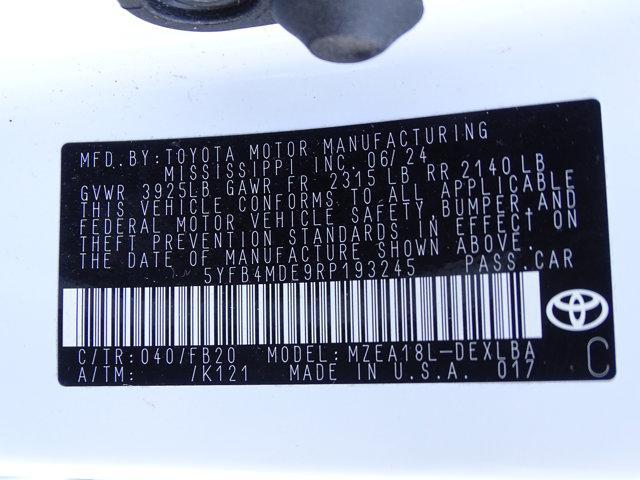 MFD. BY: TOYOTA MOTOR MANUFACTURING
MISSISSIPPI INC. 06/24
GVWR 3925LB GAWR FR. 2315 LB RR 2140 LB
THIS VEHICLE CONFORMS TO ALL APPLICABLE
FEDERAL MOTOR VEHICLE SAFETY, BUMPER, AND
THEFT PREVENTION STANDARDS IN EFFECT ON
THE DATE OF MANUFACTURE SHOWN ABOVE.
5YFB4MDE9RP193245 PASS. CAR
C/TR: 040/FB20 MODEL: MZEA18L-DEXLBA
A/TM: /K121 MADE IN U.S.A. 017
C